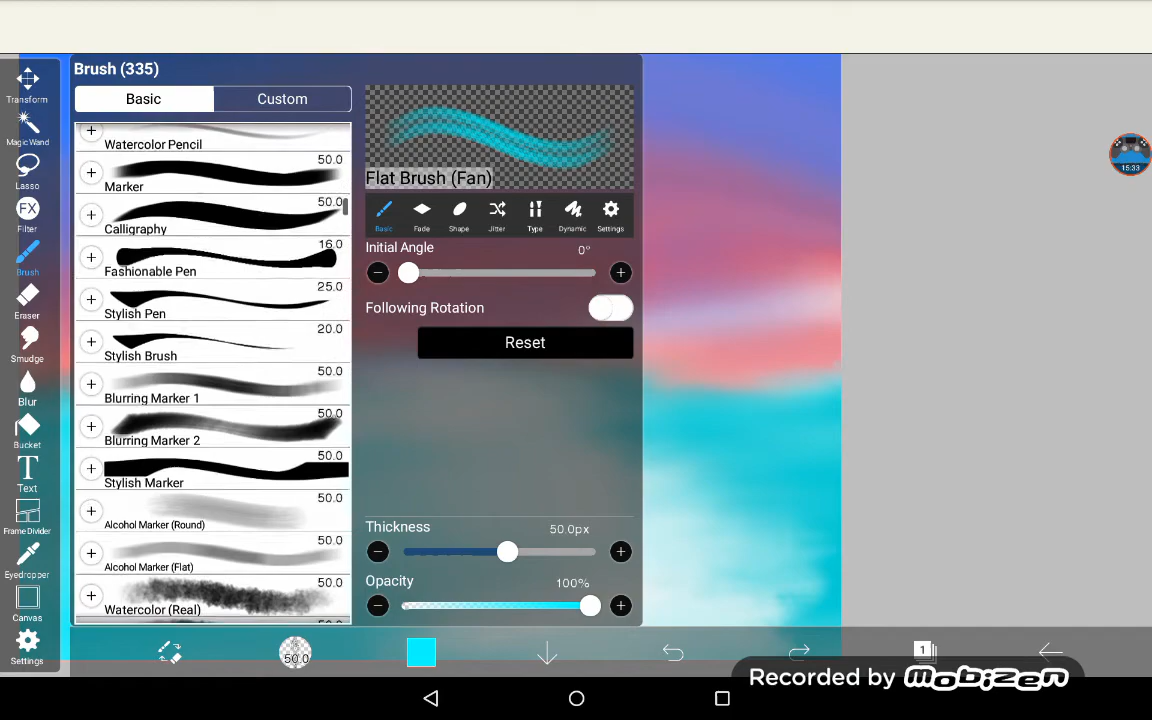 Brush (335)
Basic
Custom
Watercolor Pencil
50.0
Marker
50.0
Calligraphy
16.0
Fashionable Pen
25.0
Stylish Pen
20.0
Stylish Brush
50.0
Blurring Marker 1
50.0
Blurring Marker 2
50.0
Stylish Marker
50.0
Alcohol Marker (Round)
50.0
Alcohol Marker (Flat)
50.0
Watercolor (Real)
Flat Brush (Fan)
Basic
Fade
Shape
Jitter
Type
Dynamic
Settings
Initial Angle
0°
Following Rotation
Reset
Thickness
50.0px
Opacity
100%
Transform
Magic Wand
Lasso
FX
Filter
Brush
Eraser
Smudge
Blur
Bucket
T
Text
Frame Divider
Eyedropper
Canvas
Settings
50.0
1
15:33
Recorded by MOBIZEN